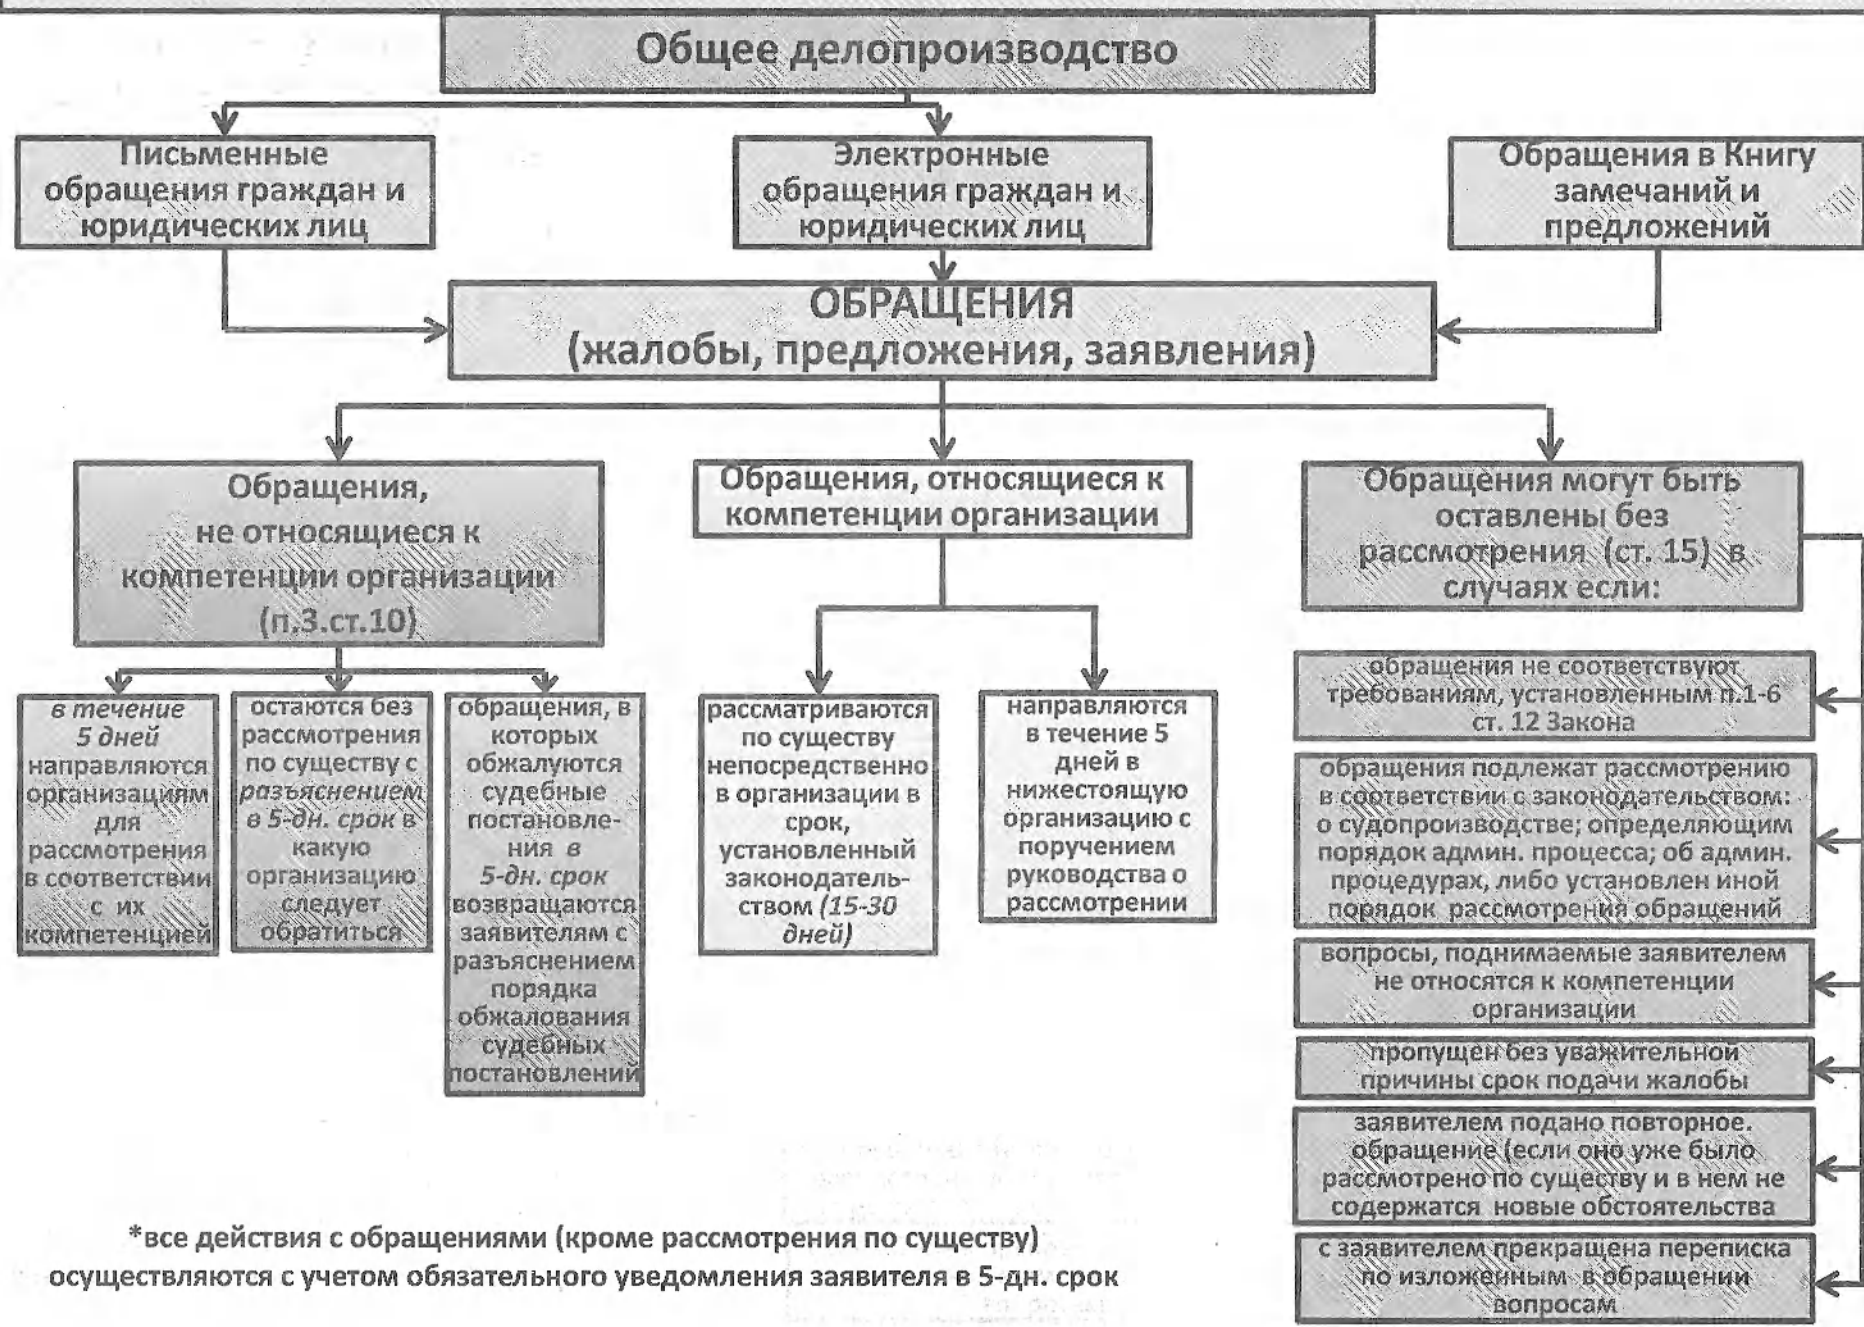 Общее делопроизводство
Письменные
обращения граждан и
юридических лиц
Электронные
обращения граждан и
юридических лиц
Обращения в Книгу
замечаний и
предложений
ОБРАЩЕНИЯ
(жалобы, предложения, заявления)
Обращения,
не относящиеся к
компетенции организации
(п.3.ст.10)
Обращения, относящиеся к
компетенции организации
Обращения могут быть
оставлены без
рассмотрения (ст. 15) в
случаях если:
в течение
5 дней
направляются
организациям
для
рассмотрения
в соответствии
с их
компетенцией
остаются без
рассмотрения
по существу с
разъяснением
в 5-дн. срок в
какую
организацию
следует
обратиться
обращения, в
которых
обжалуются
судебные
постановле-
ния в
5-дн. срок
возвращаются
заявителям с
разъяснением
порядка
обжалования
судебных
постановлений
рассматриваются
по существу
непосредственно
в организации в
срок,
установленный
законодатель-
ством (15-30
дней)
направляются
в течение 5
дней в
нижестоящую
организацию с
поручением
руководства о
рассмотрении
обращения не соответствуют
требованиям, установленным п.1-6
ст. 12 Закона
обращения подлежат рассмотрению
в соответствии с законодательством:
о судопроизводстве; определяющим
порядок админ. процесса; об админ.
процедурах, либо установлен иной
порядок рассмотрения обращений
вопросы, поднимаемые заявителем
не относятся к компетенции
организации
пропущен без уважительной
причины срок подачи жалобы
заявителем подано повторное.
обращение (если оно уже было
рассмотрено по существу и в нем не
содержатся новые обстоятельства
с заявителем прекращена переписка
по изложенным в обращении
вопросам
*все действия с обращениями (кроме рассмотрения по существу)
осуществляются с учетом обязательного уведомления заявителя в 5-дн. срок